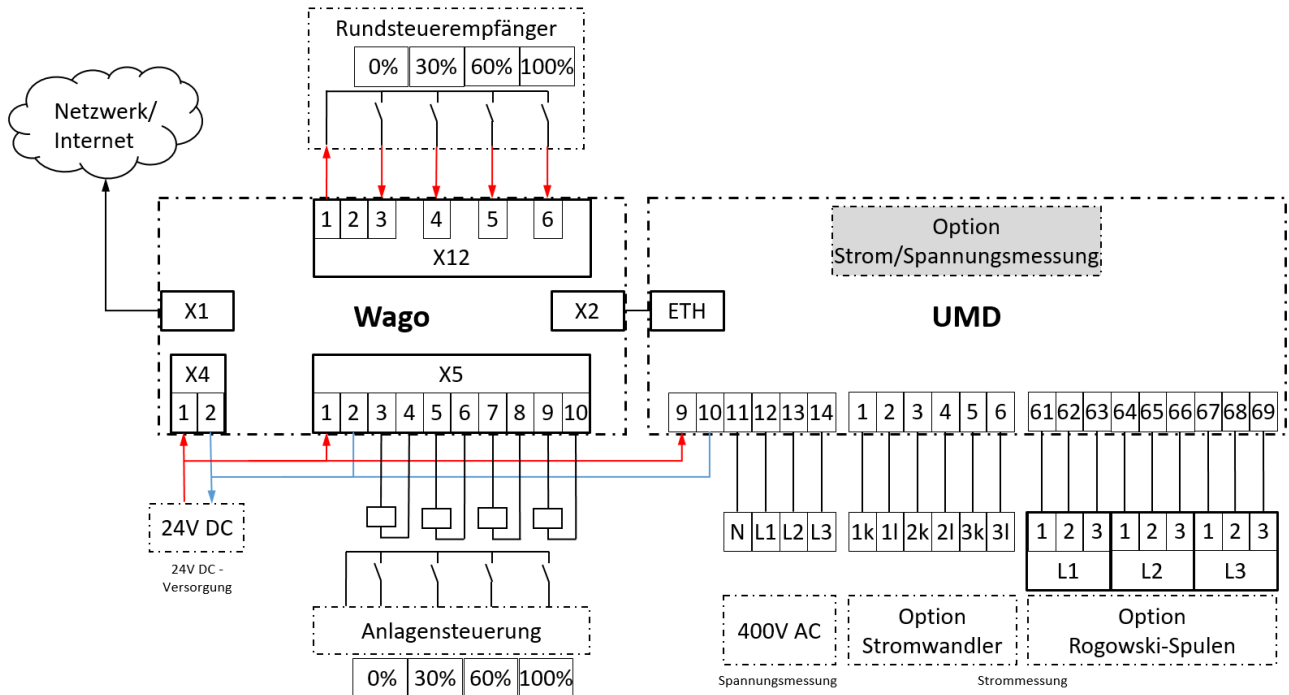 Rundsteuerempfänger
0% 30% 60% 100%
Netzwerk/
Internet
1 2 3 4 5 6
X12
Option
Strom/Spannungsmessung
X1
Wago
X2
ETH
UMD
X4
1 2
X5
1 2 3 4 5 6 7 8 9 10
9 10 11 12 13 14
1 2 3 4 5 6
61 62 63 64 65 66 67 68 69
24V DC
24V DC -
Versorgung
N L1 L2 L3
1k 1l 2k 2l 3k 3l
1 2 3 1 2 3 1 2 3
L1 L2 L3
Anlagensteuerung
0% 30% 60% 100%
400V AC
Spannungsmessung
Option
Stromwandler
Option
Rogowski-Spulen
Strommessung